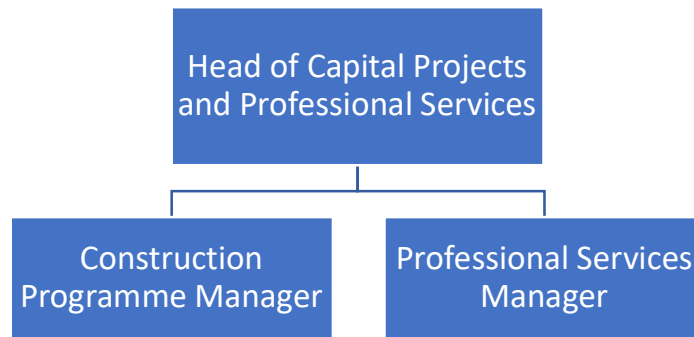 Head of Capital Projects
and Professional Services
Construction
Programme Manager
Professional Services
Manager